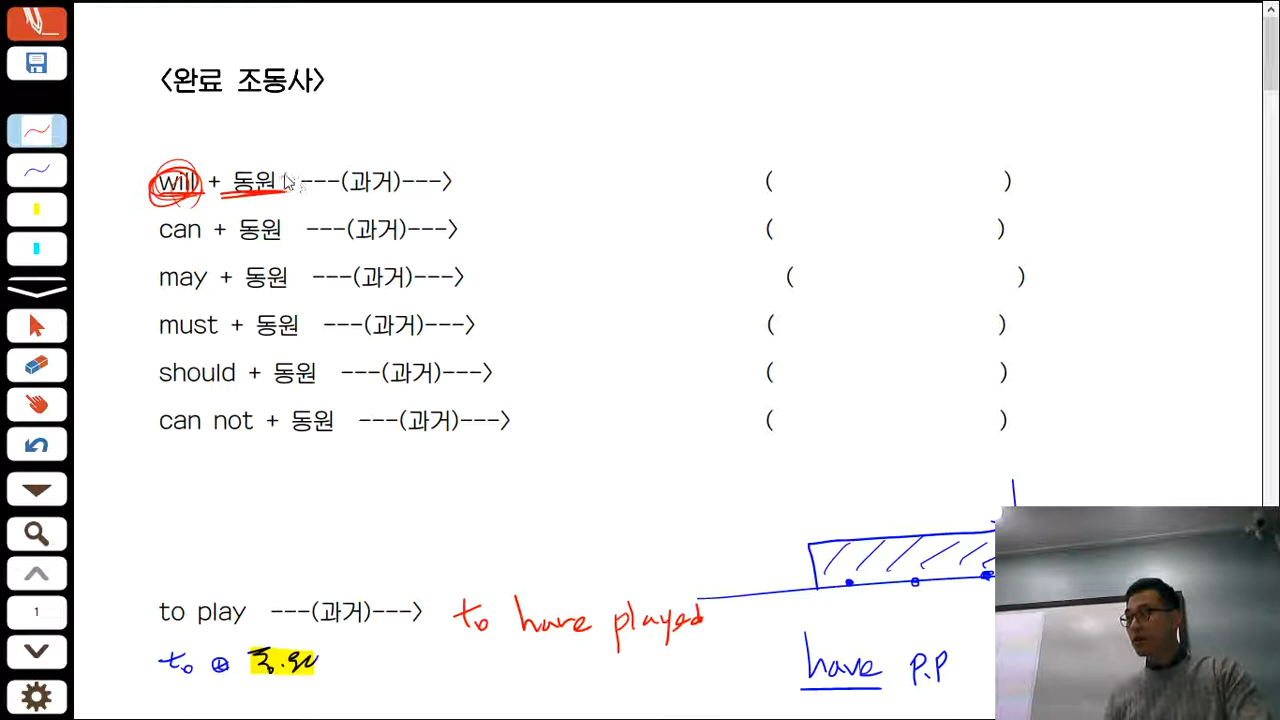 <완료 조동사>
will + 동원 ---(과거)---> ( )
can + 동원 ---(과거)---> ( )
may + 동원 ---(과거)---> ( )
must + 동원 ---(과거)---> ( )
should + 동원 ---(과거)---> ( )
can not + 동원 ---(과거)---> ( )
to play ---(과거)---> to have played
to
have P.P
1